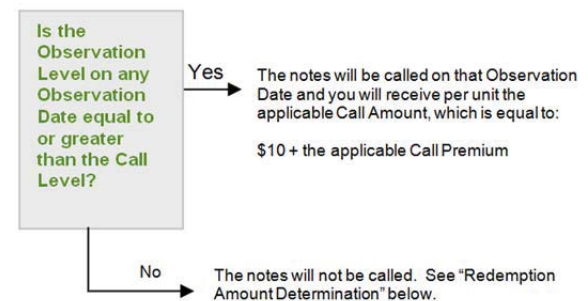 Is the
Observation
Level on any
Observation
Date equal to
or greater
than the Call
Level?
Yes
The notes will be called on that Observation
Date and you will receive per unit the
applicable Call Amount, which is equal to:
$10 + the applicable Call Premium
No
The notes will not be called.  See “Redemption
Amount Determination” below.